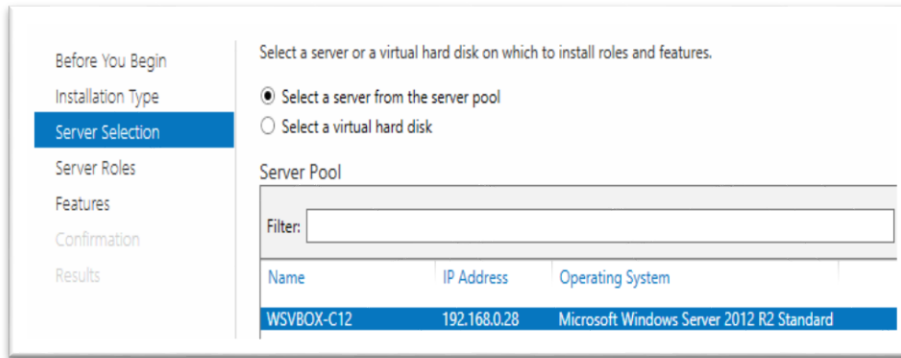 Before You Begin
Installation Type
Server Selection
Server Roles
Features
Confirmation
Results
Select a server or a virtual hard disk on which to install roles and features.
Select a server from the server pool
Select a virtual hard disk
Server Pool
Filter:
Name IP Address Operating System
WSVBOX-C12 192.168.0.28 Microsoft Windows Server 2012 R2 Standard